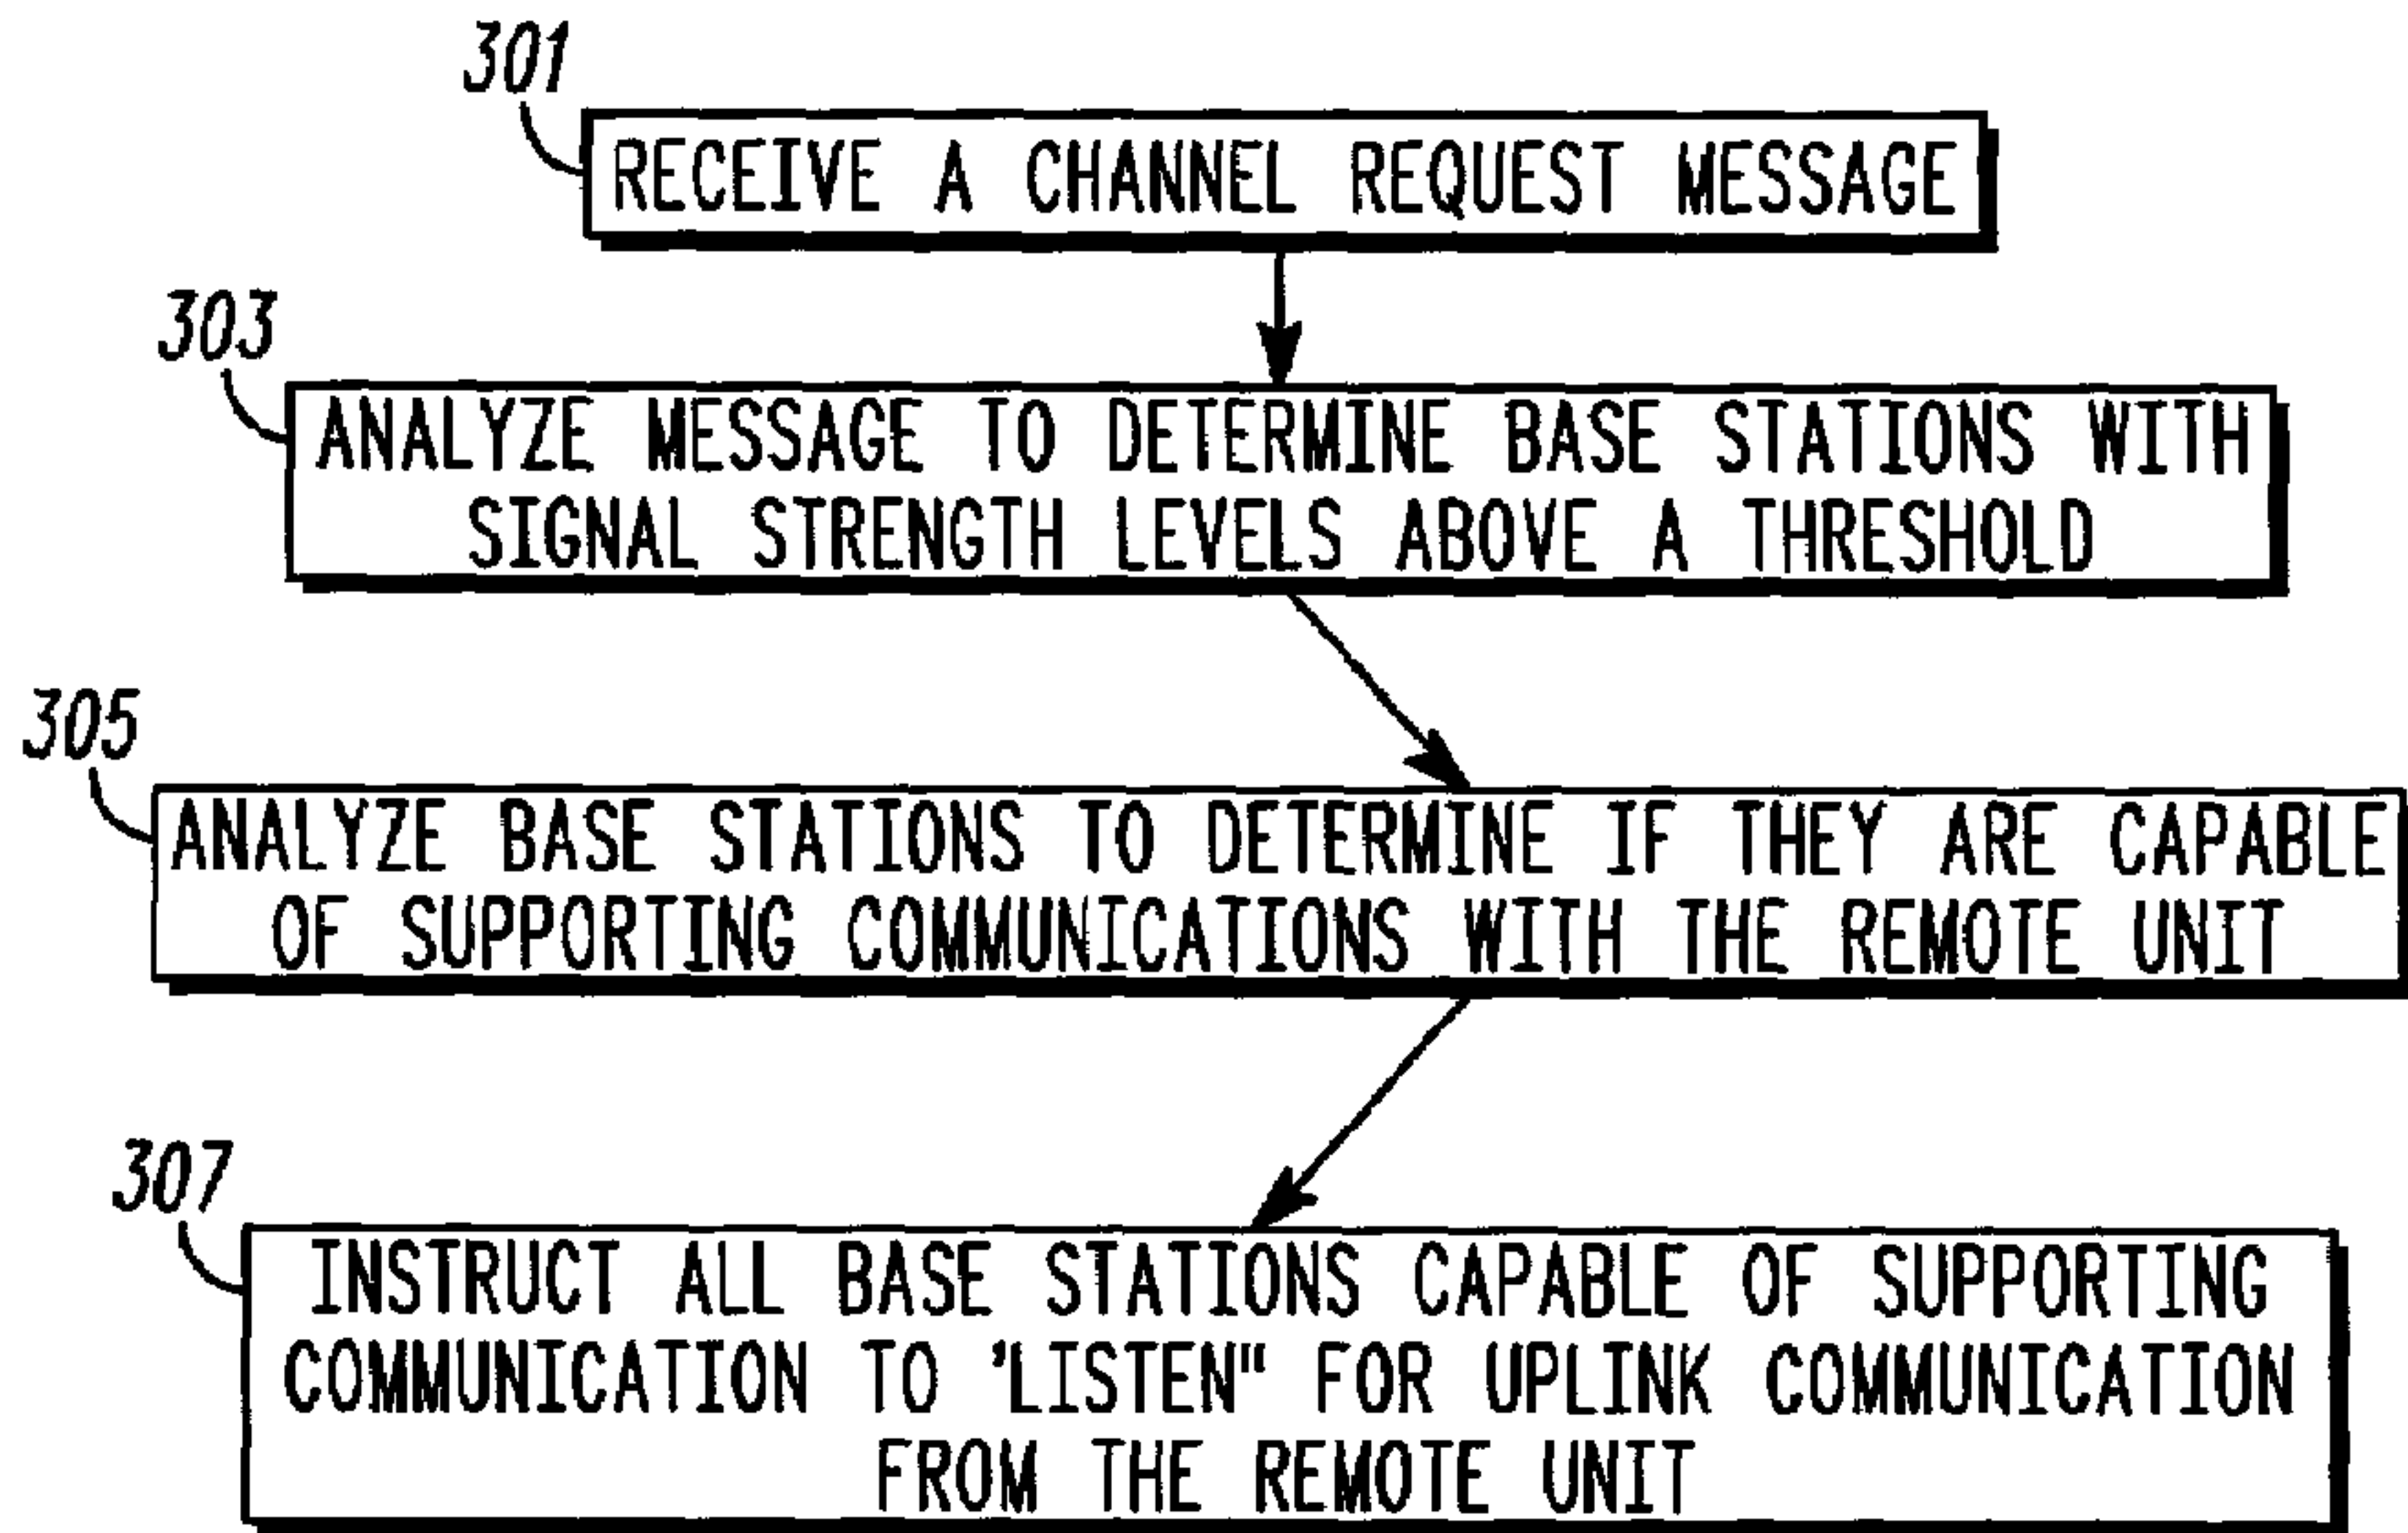 301
RECEIVE A CHANNEL REQUEST MESSAGE
303
ANALYZE MESSAGE TO DETERMINE BASE STATIONS WITH
SIGNAL STRENGTH LEVELS ABOVE A THRESHOLD
305
ANALYZE BASE STATIONS TO DETERMINE IF THEY ARE CAPABLE
OF SUPPORTING COMMUNICATIONS WITH THE REMOTE UNIT
307
INSTRUCT ALL BASE STATIONS CAPABLE OF SUPPORTING
COMMUNICATION TO 'LISTEN" FOR UPLINK COMMUNICATION
FROM THE REMOTE UNIT